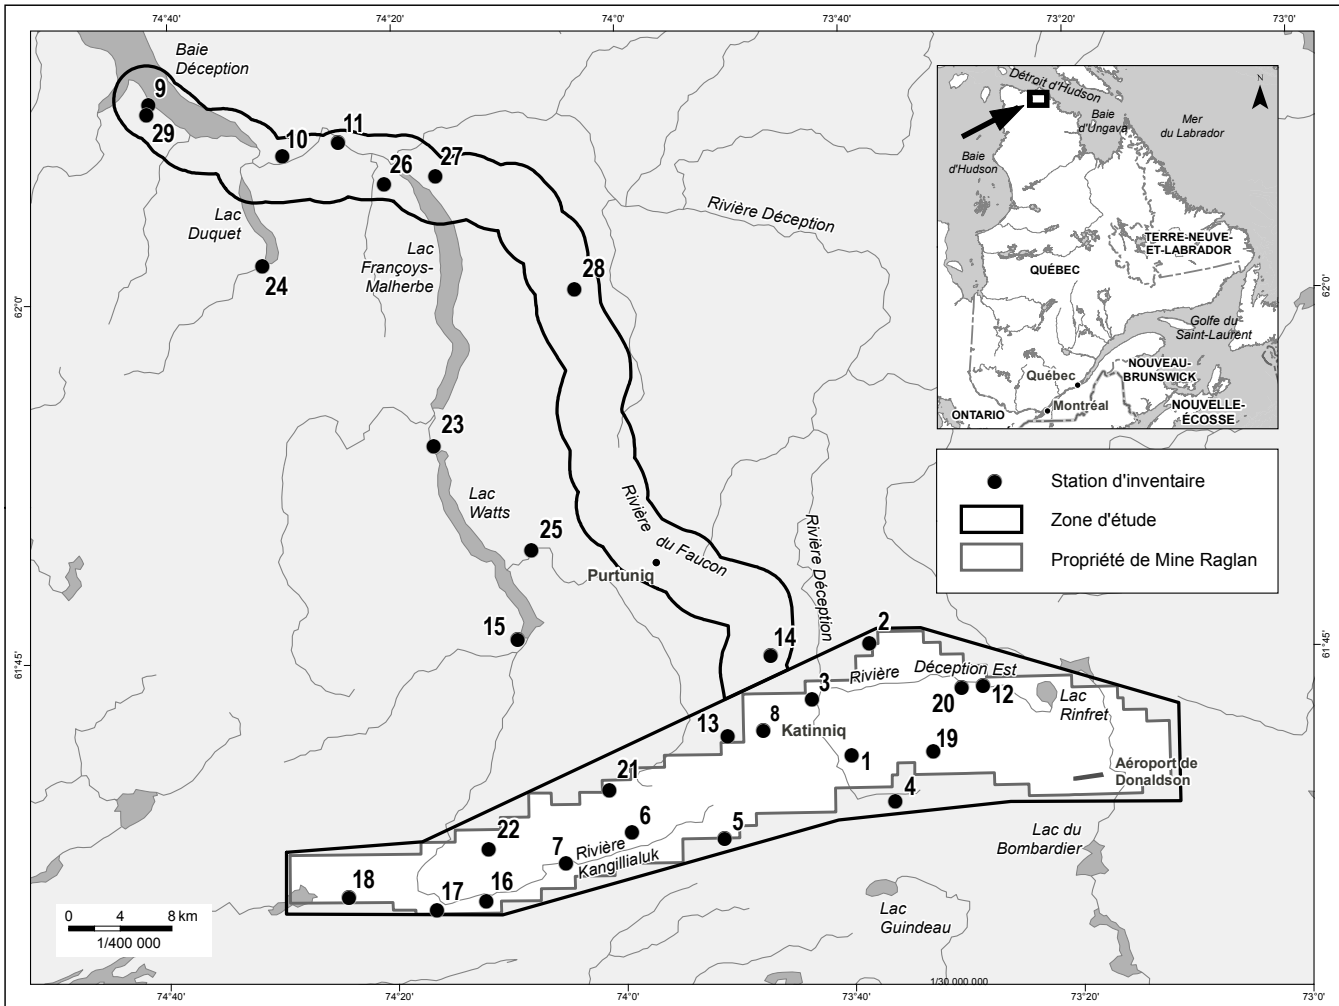 74°40'
74°20'
74°0'
73°40'
73°20'
73°0'
Baie
Déception
9
29
10
11
26
27
Lac
Duquet
24
Lac
Françoys-
Malherbe
28
Rivière Déception
62°0'
62°0'
N
Détroit d'Hudson
Baie
d'Ungava
Mer
du Labrador
Baie
d'Hudson
TERRE-NEUVE-
ET-LABRADOR
QUÉBEC
Golfe du
Saint-Laurent
Québec
NOUVEAU-
BRUNSWICK
Montréal
ONTARIO
NOUVELLE-
ÉCOSSE
23
Lac
Watts
25
Rivière
du Faucon
Purtuniq
Rivière Déception
Station d'inventaire
Zone d'étude
Propriété de Mine Raglan
15
14
2
61°45'
61°45'
Rivière
Déception Est
3
20
12
Lac
Rinfret
13
8
Katinniq
1
19
Aéroport de
Donaldson
21
4
6
5
22
7
Rivière
Kangillialuk
Lac du
Bombardier
18
17
16
Lac
Guindeau
0
4
8 km
1/400 000
1/30 000 000
74°40'
74°20'
74°0'
73°40'
73°20'
73°0'